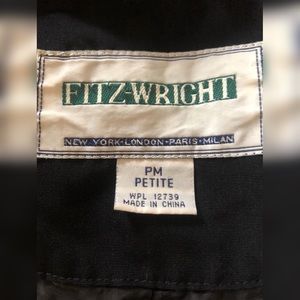 FITZ-WRIGHT
NEW YORK·LONDON·PARIS·MILAN
PM
PETITE
WPL 12739
MADE IN CHINA